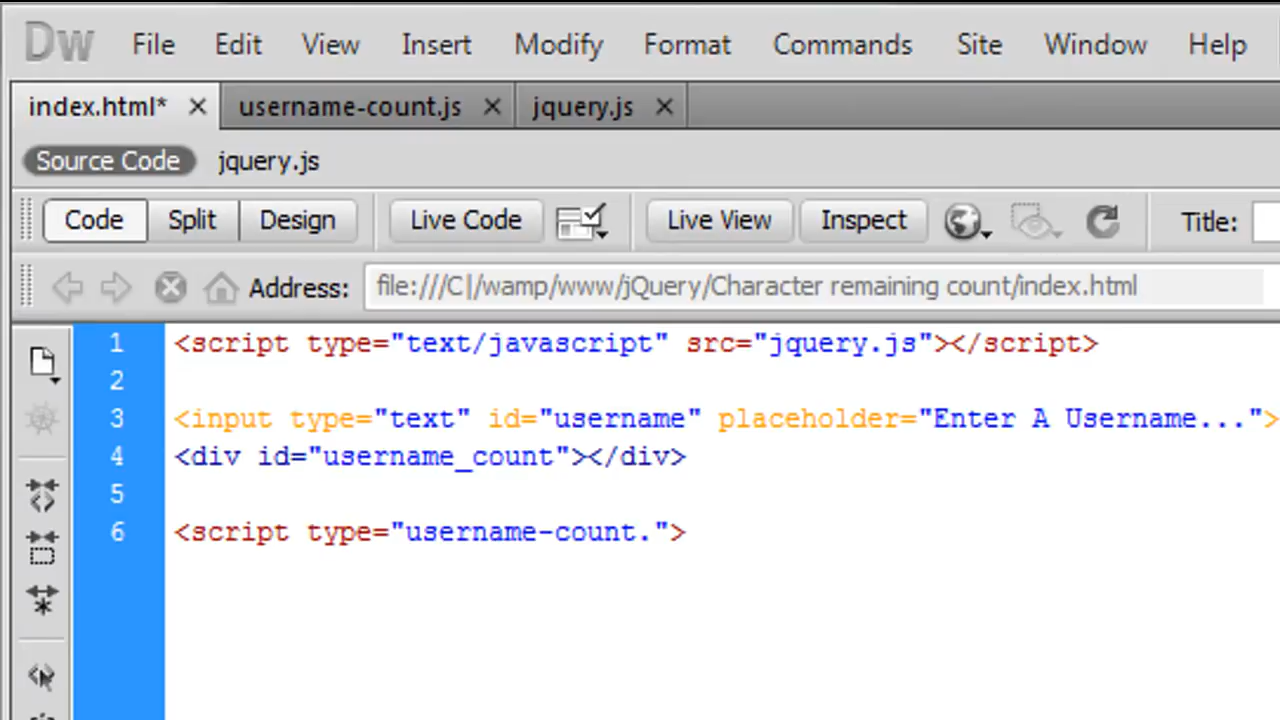 Dw File Edit View Insert Modify Format Commands Site Window Help
index.html* username-count.js jquery.js
Source Code jquery.js
Code Split Design Live Code Live View Inspect Title:
Address: file:///C|/wamp/www/jQuery/Character remaining count/index.html
1 <script type="text/javascript" src="jquery.js"></script>
2
3 <input type="text" id="username" placeholder="Enter A Username...">
4 <div id="username_count"></div>
5
6 <script type="username-count.">